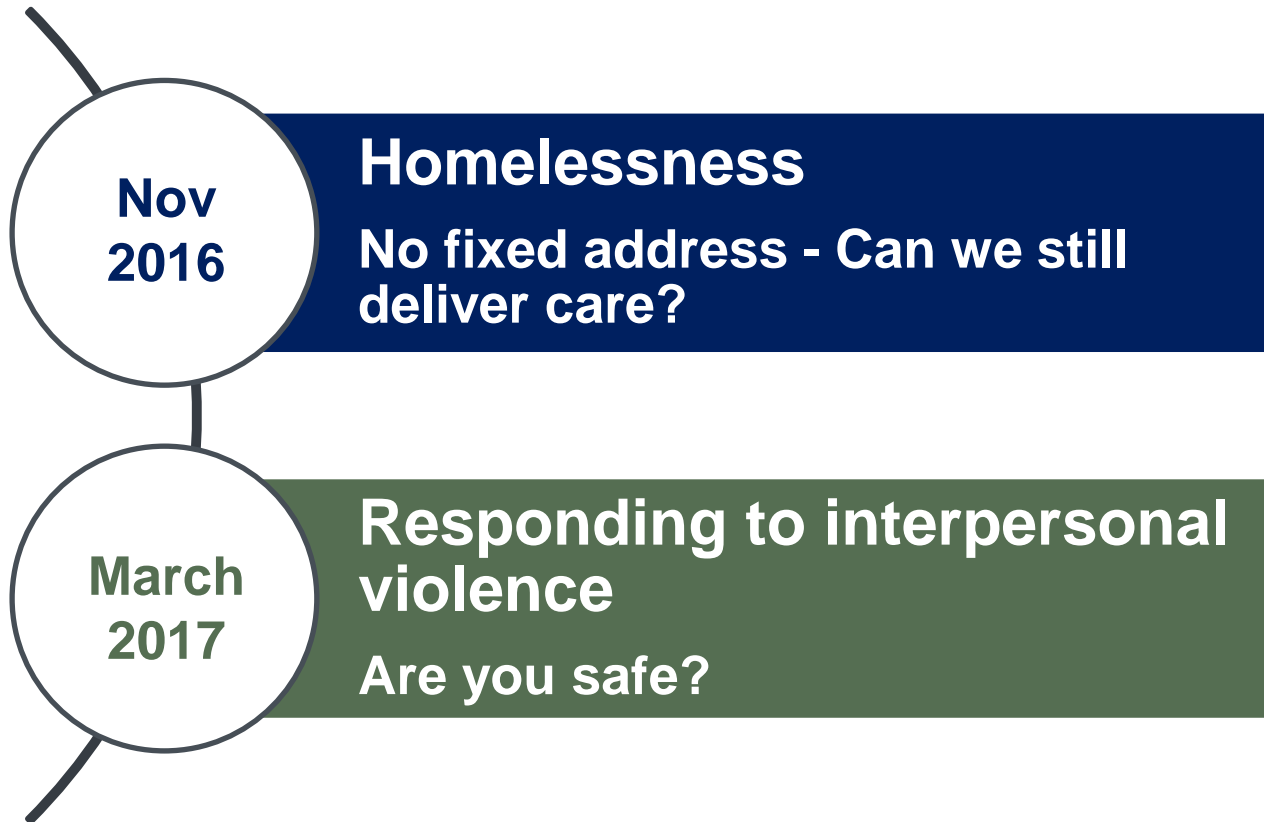 Nov
2016
Homelessness
No fixed address - Can we still
deliver care?
March
2017
Responding to interpersonal
violence
Are you safe?